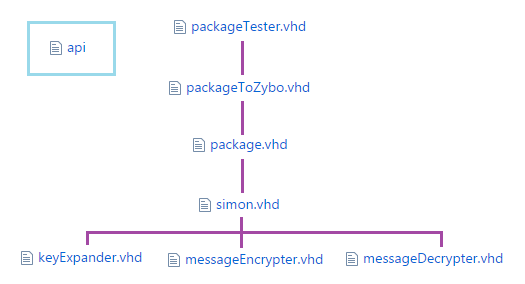 packageTester.vhd
api
packageToZybo.vhd
package.vhd
simon.vhd
keyExpander.vhd
messageEncrypter.vhd
messageDecrypter.vhd